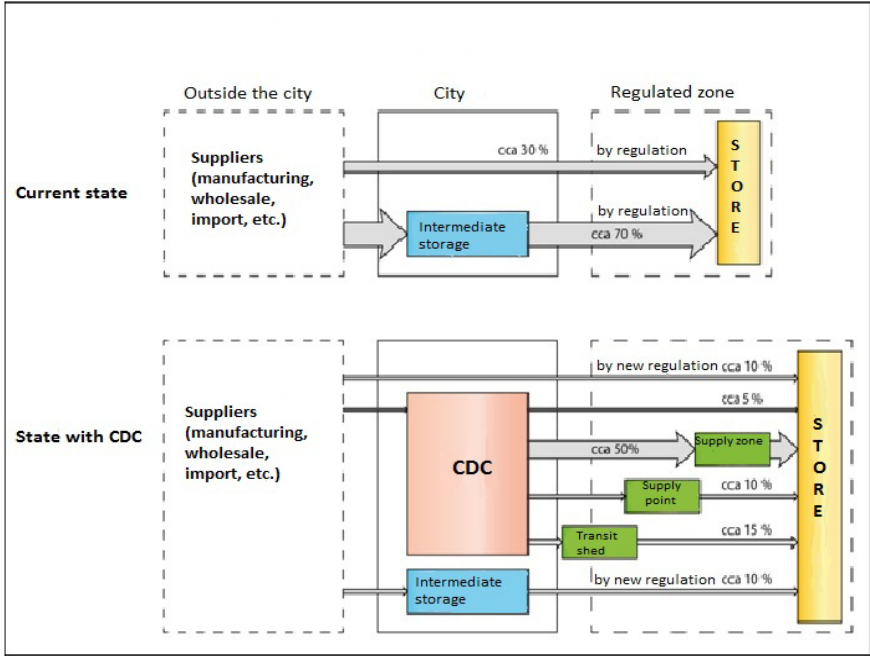 Outside the city
City
Regulated zone
Current state
Suppliers
(manufacturing,
wholesale,
import, etc.)
cca 30 %
by regulation
Intermediate
storage
by regulation
cca 70 %
S
T
O
R
E
State with CDC
Suppliers
(manufacturing,
wholesale,
import, etc.)
by new regulation cca 10 %
cca 5 %
CDC
cca 50%
Supply zone
Supply
point
cca 10 %
Transit
shed
cca 15 %
Intermediate
storage
by new regulation cca 10 %
S
T
O
R
E